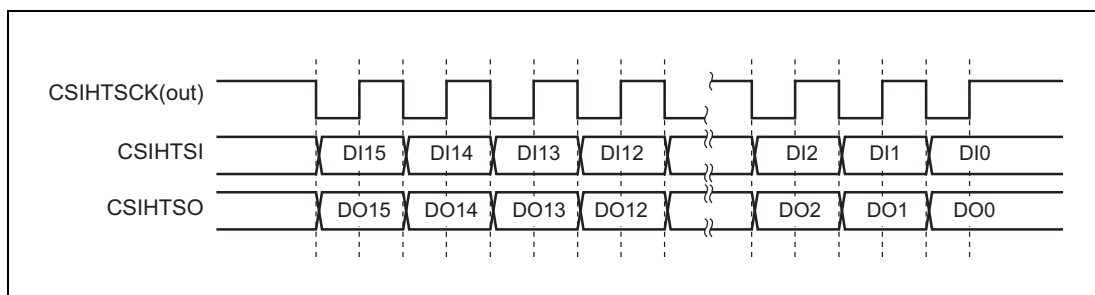 CSIHTSCK(out)
CSIHTSI DI15 DI14 DI13 DI12 DI2 DI1 DI0
CSIHTSO DO15 DO14 DO13 DO12 DO2 DO1 DO0